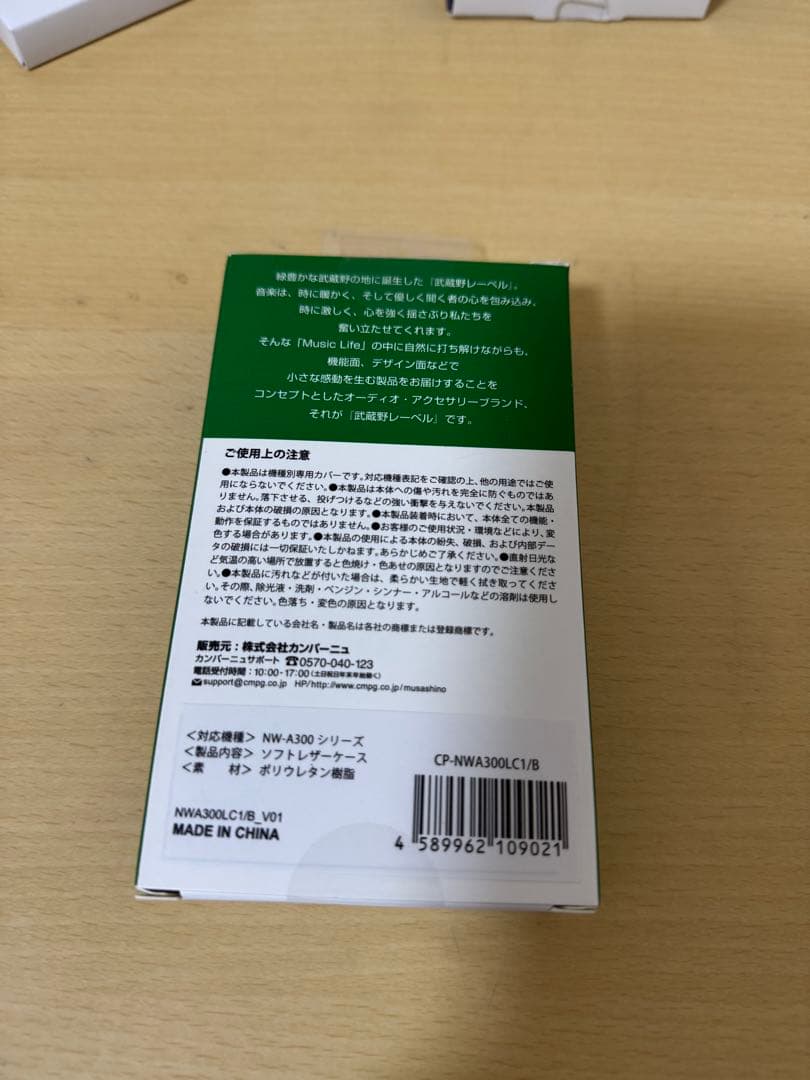 緑豊かな武蔵野の地に誕生した『武蔵野レーベル』。
音楽は、時に暖かく、そして優しく聞く者の心を包み込み、
時に激しく、心を強く揺さぶり私たちを
奮い立たせてくれます。
そんな「Music Life」の中に自然に打ち解けながらも、
機能面、デザイン面などで
小さな感動を生む製品をお届けすることを
コンセプトとしたオーディオ・アクセサリーブランド、
それが『武蔵野レーベル』です。
ご使用上の注意
●本製品は機種別専用カバーです。対応機種表記をご確認の上、他の用途ではご使
用にならないでください。●本製品は本体への傷や汚れを完全に防ぐものではあ
りません。落下させる、投げつけるなどの強い衝撃を与えないでください。本製品
および本体の破損の原因となります。●本製品装着時において、本体全ての機能・
動作を保証するものではありません。●お客様のご使用状況・環境などにより、変
色する場合があります。●本製品の使用による本体の紛失、破損、および内部デー
タの破損には一切保証いたしかねます。あらかじめご了承ください。●直射日光な
ど気温の高い場所で放置すると色焼け・色あせの原因となりますのでご注意くださ
い。●本製品に汚れなどが付いた場合は、柔らかい生地で軽く拭き取ってください
。その際、除光液・洗剤・ベンジン・シンナー・アルコールなどの溶剤は使用し
ないでください。色落ち・変色の原因となります。
本製品に記載している会社名・製品名は各社の商標または登録商標です。
販売元：株式会社カンパーニュ
カンパーニュサポート ☎0570-040-123
電話受付時間：10:00-17:00（土日祝日年末年始除く）
✉support@cmpg.co.jp HP/http://www.cmpg.co.jp/musashino
＜対応機種＞ NW-A300 シリーズ
＜製品内容＞ ソフトレザーケース
＜素　材＞ ポリウレタン樹脂
CP-NWA300LC1/B
NWA300LC1/B_V01
MADE IN CHINA
4 589962 109021